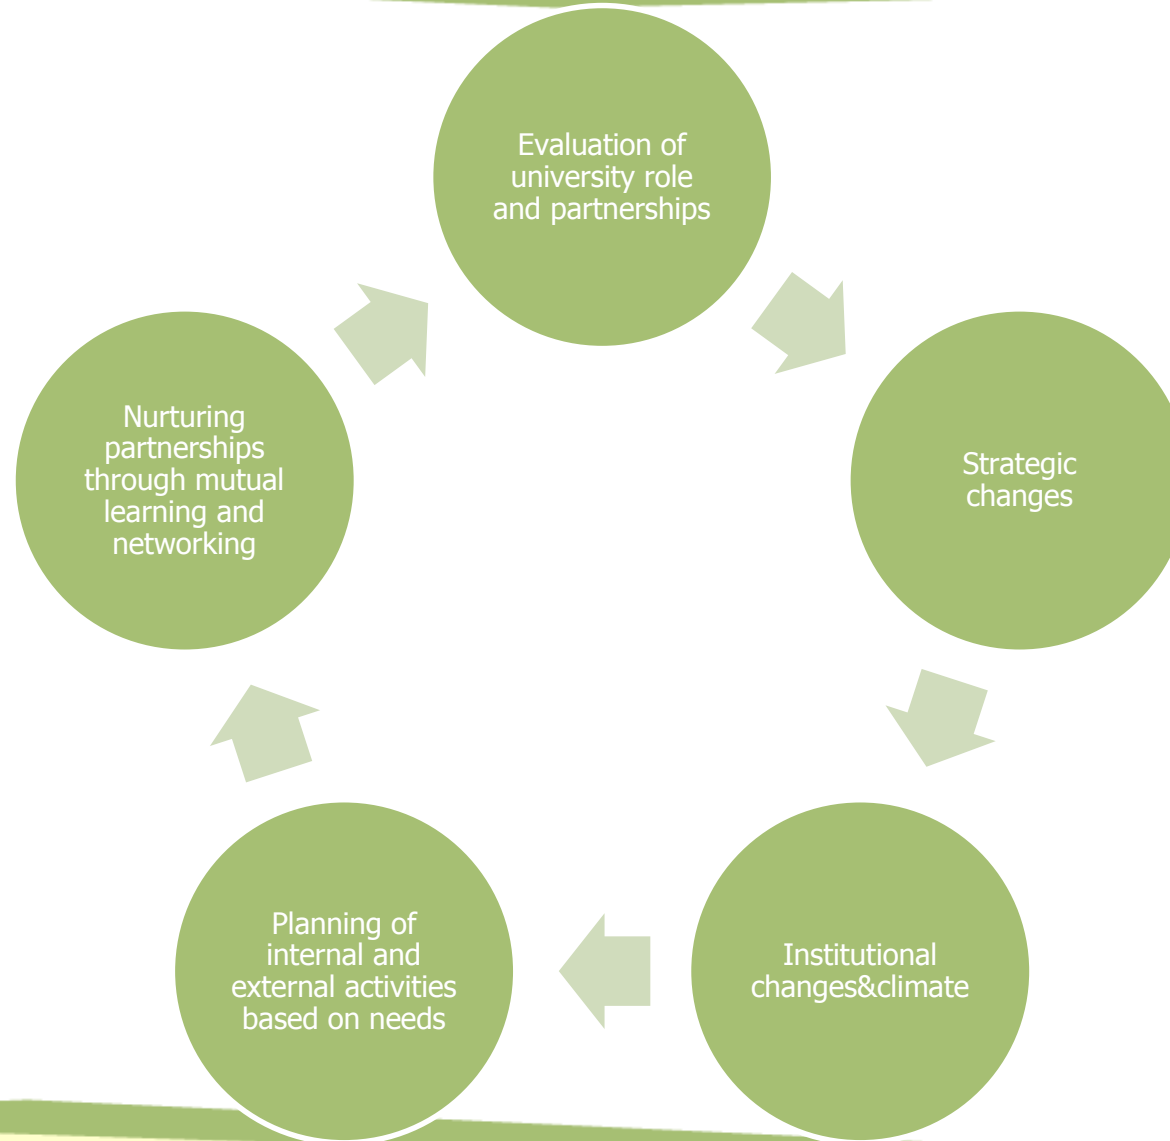 Evaluation of
university role
and partnerships
Strategic
changes
Institutional
changes&climate
Planning of
internal and
external activities
based on needs
Nurturing
partnerships
through mutual
learning and
networking